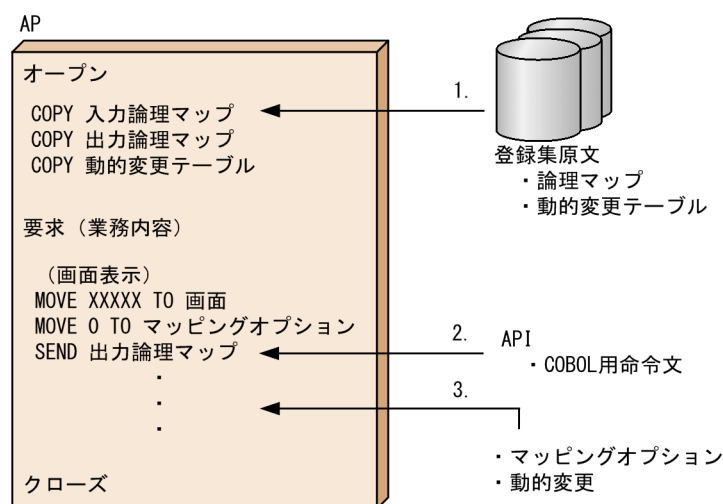 AP
オープン
COPY 入力論理マップ
COPY 出力論理マップ
COPY 動的変更テーブル
要求（業務内容）
（画面表示）
MOVE XXXXX TO 画面
MOVE 0 TO マッピングオプション
SEND 出力論理マップ
・
・
・
クローズ
1.
登録集原文
・論理マップ
・動的変更テーブル
2.
API
・COBOL用命令文
3.
・マッピングオプション
・動的変更